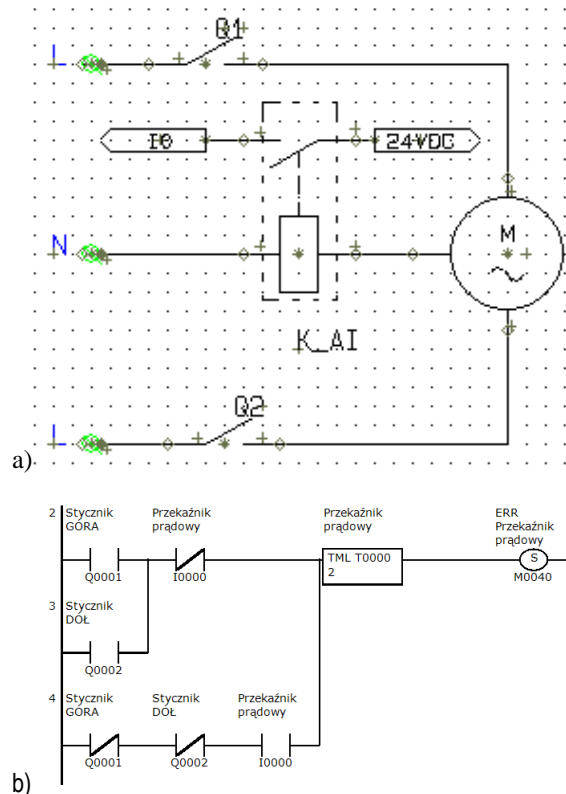 Q1
L
I0
24VDC
N
M
K_AI
Q2
L
a)
2 Stycznik GÓRA
Przekaźnik prądowy
Przekaźnik prądowy
ERR Przekaźnik prądowy
TML T0000
2
S
Q0001
I0000
M0040
3 Stycznik DÓŁ
Q0002
4 Stycznik GÓRA
Stycznik DÓŁ
Przekaźnik prądowy
Q0001
Q0002
I0000
b)